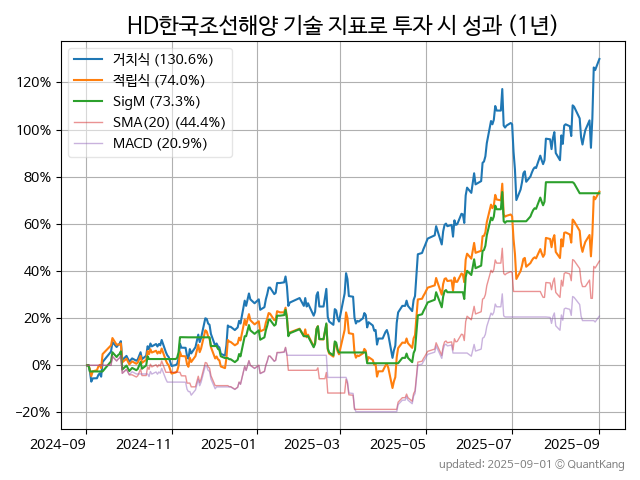 HD한국조선해양 기술 지표로 투자 시 성과 (1년)
거치식 (130.6%)
적립식 (74.0%)
SigM (73.3%)
SMA(20) (44.4%)
MACD (20.9%)
120%
100%
80%
60%
40%
20%
0%
−20%
2024-09 2024-11 2025-01 2025-03 2025-05 2025-07 2025-09
updated: 2025-09-01 © QuantKang